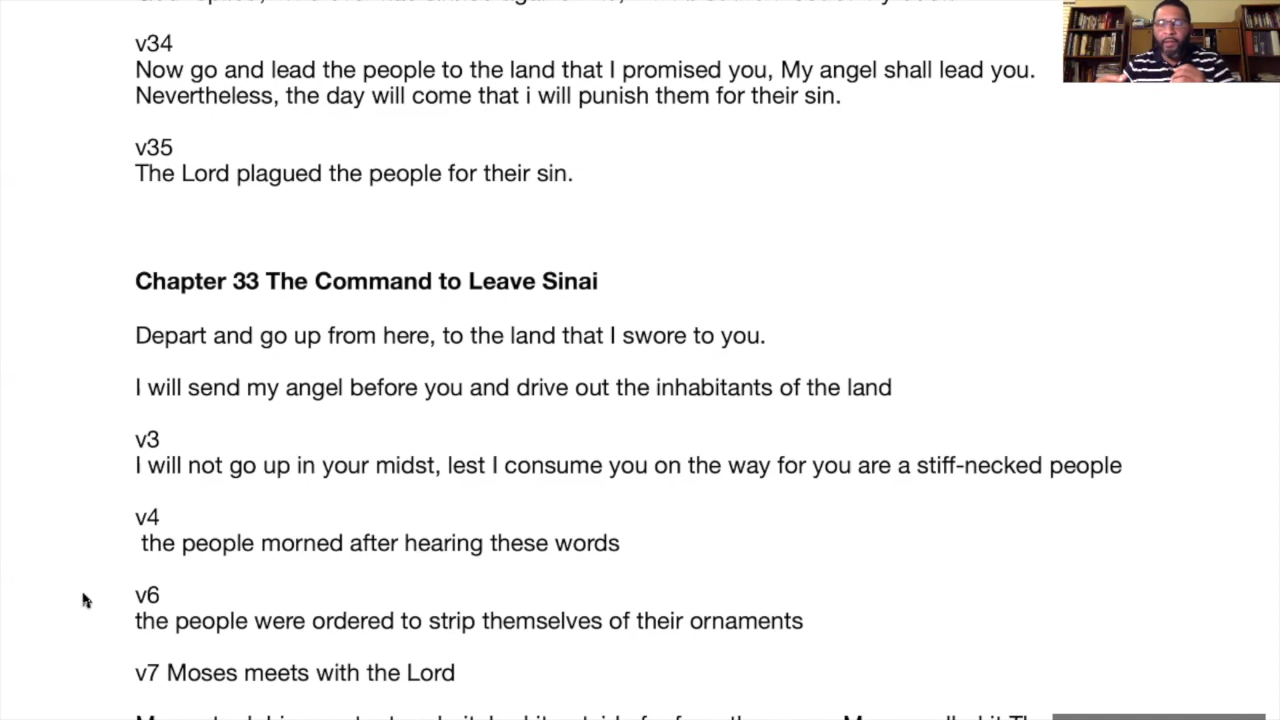 v34
Now go and lead the people to the land that I promised you, My angel shall lead you.
Nevertheless, the day will come that i will punish them for their sin.
v35
The Lord plagued the people for their sin.
Chapter 33 The Command to Leave Sinai
Depart and go up from here, to the land that I swore to you.
I will send my angel before you and drive out the inhabitants of the land
v3
I will not go up in your midst, lest I consume you on the way for you are a stiff-necked people
v4
the people morned after hearing these words
v6
the people were ordered to strip themselves of their ornaments
v7 Moses meets with the Lord